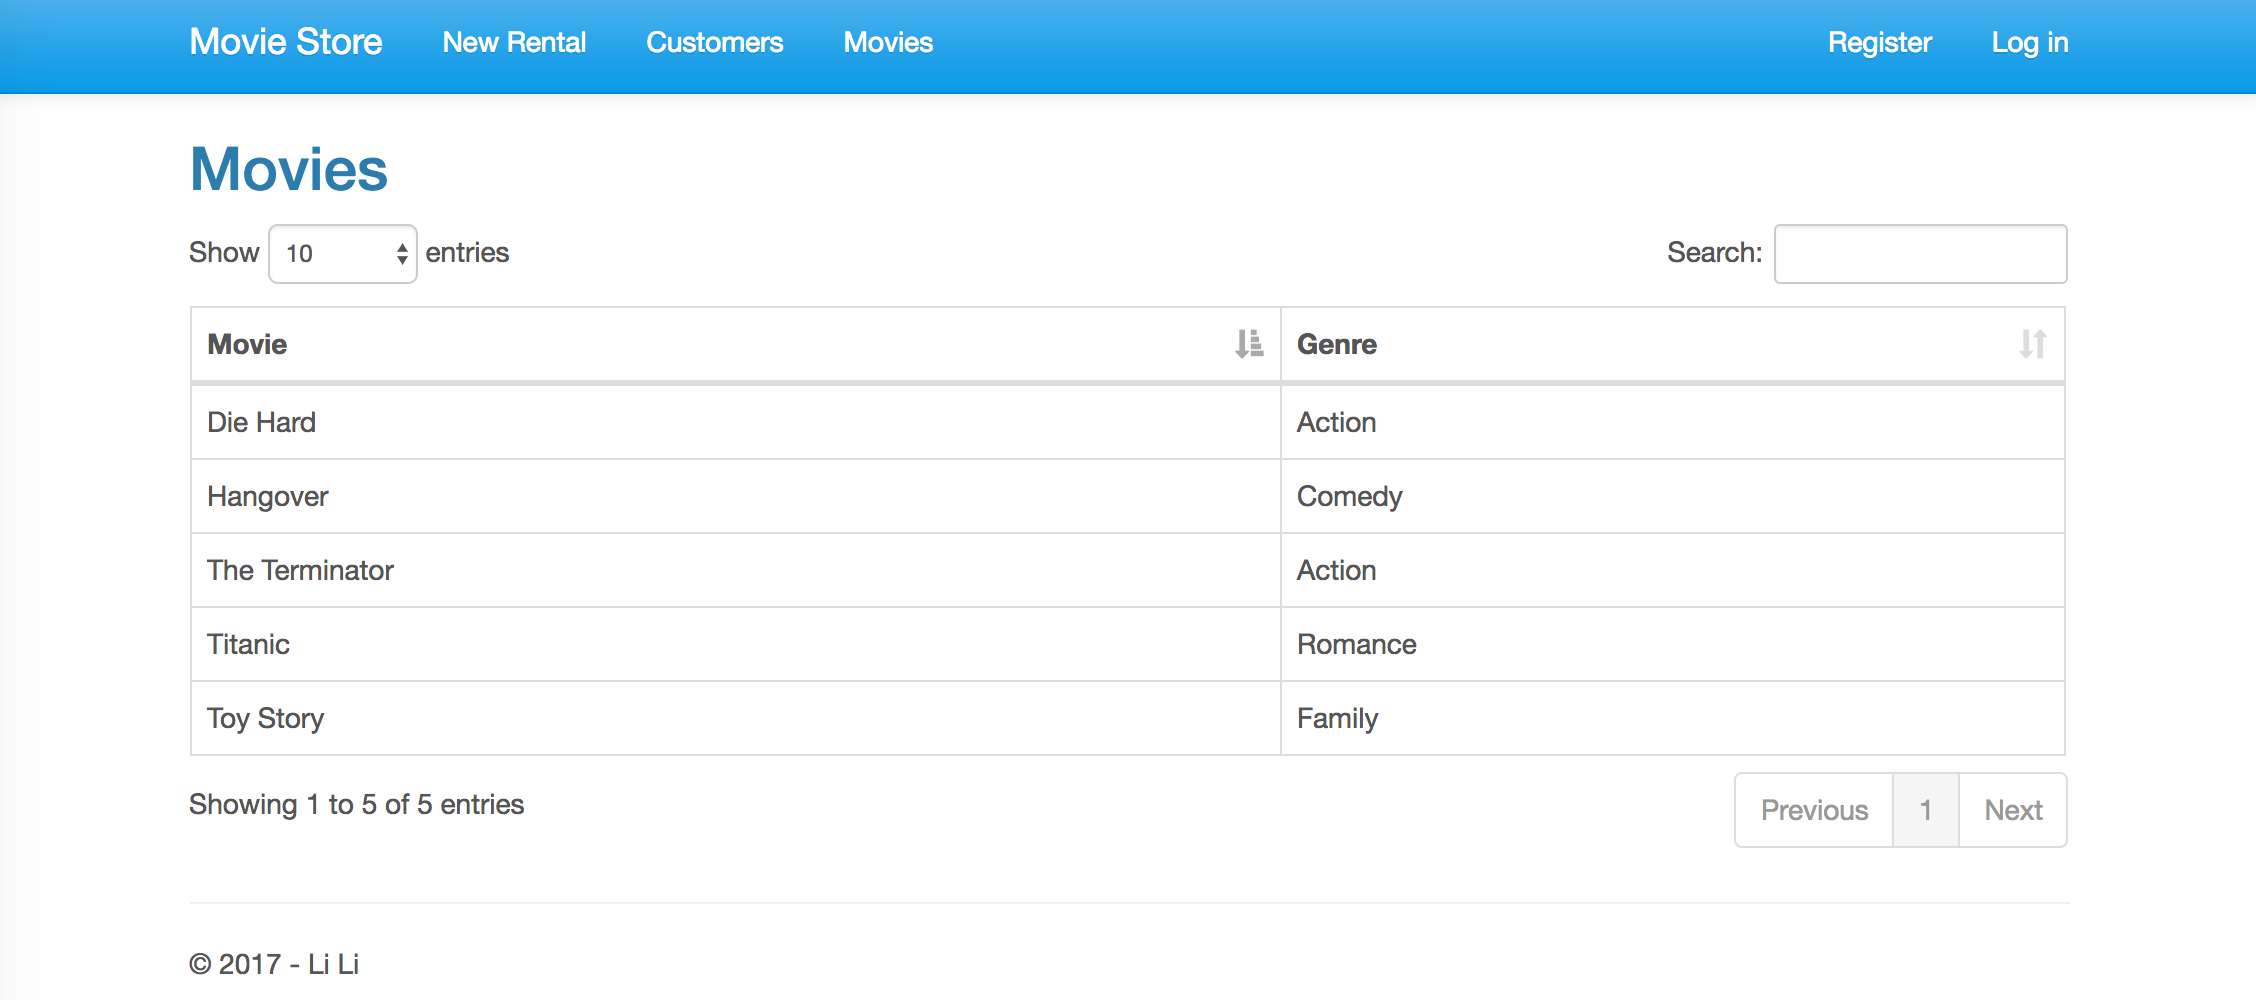 Movie Store New Rental Customers Movies Register Log in
Movies
Show 10 entries Search:
Movie Genre
Die Hard Action
Hangover Comedy
The Terminator Action
Titanic Romance
Toy Story Family
Showing 1 to 5 of 5 entries Previous 1 Next
© 2017 - Li Li